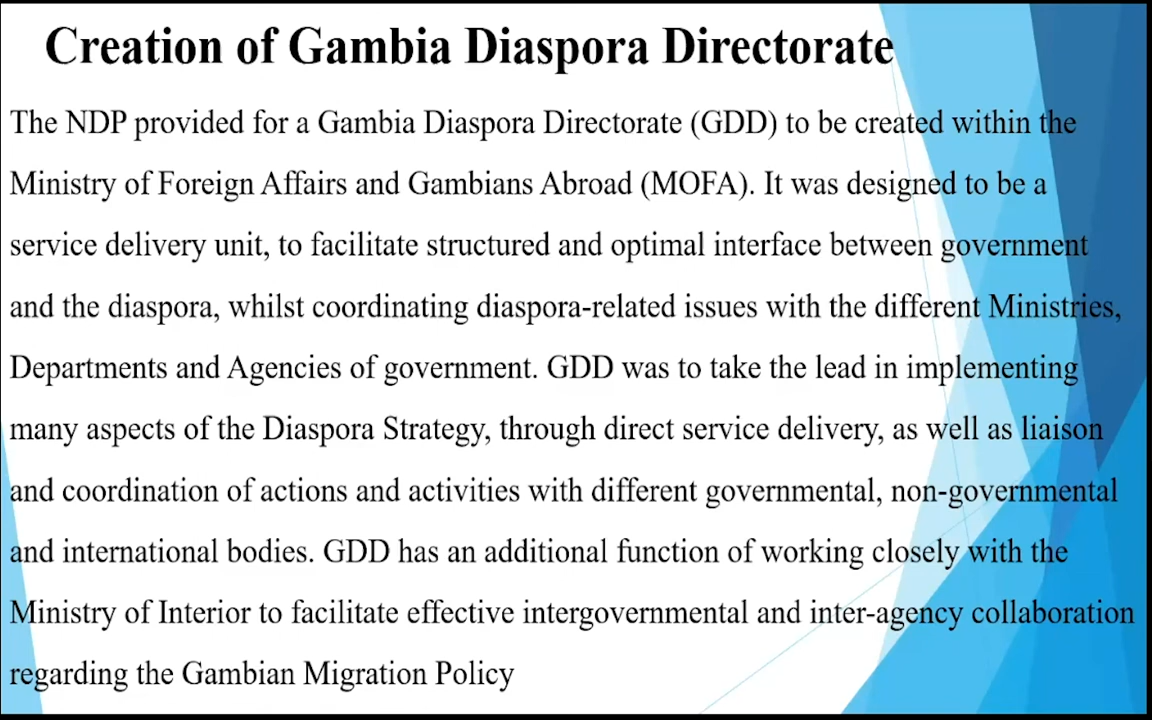 Creation of Gambia Diaspora Directorate
The NDP provided for a Gambia Diaspora Directorate (GDD) to be created within the
Ministry of Foreign Affairs and Gambians Abroad (MOFA). It was designed to be a
service delivery unit, to facilitate structured and optimal interface between government
and the diaspora, whilst coordinating diaspora-related issues with the different Ministries,
Departments and Agencies of government. GDD was to take the lead in implementing
many aspects of the Diaspora Strategy, through direct service delivery, as well as liaison
and coordination of actions and activities with different governmental, non-governmental
and international bodies. GDD has an additional function of working closely with the
Ministry of Interior to facilitate effective intergovernmental and inter-agency collaboration
regarding the Gambian Migration Policy